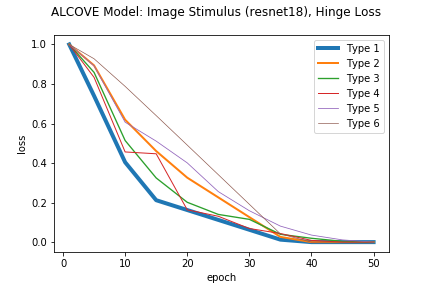 ALCOVE Model: Image Stimulus (resnet18), Hinge Loss
1.0
0.8
0.6
0.4
0.2
0.0
loss
Type 1
Type 2
Type 3
Type 4
Type 5
Type 6
0
10
20
30
40
50
epoch